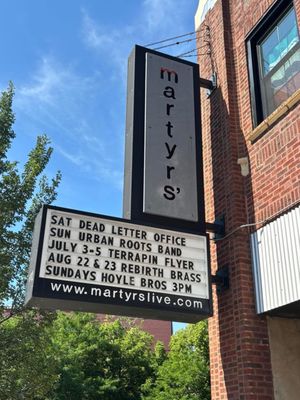 martyrs'
SAT DEAD LETTER OFFICE
SUN URBAN ROOTS BAND
JULY 3-5 TERRAPIN FLYER
AUG 22 & 23 REBIRTH BRASS
SUNDAYS HOYLE BROS 3PM
www.martyrslive.com